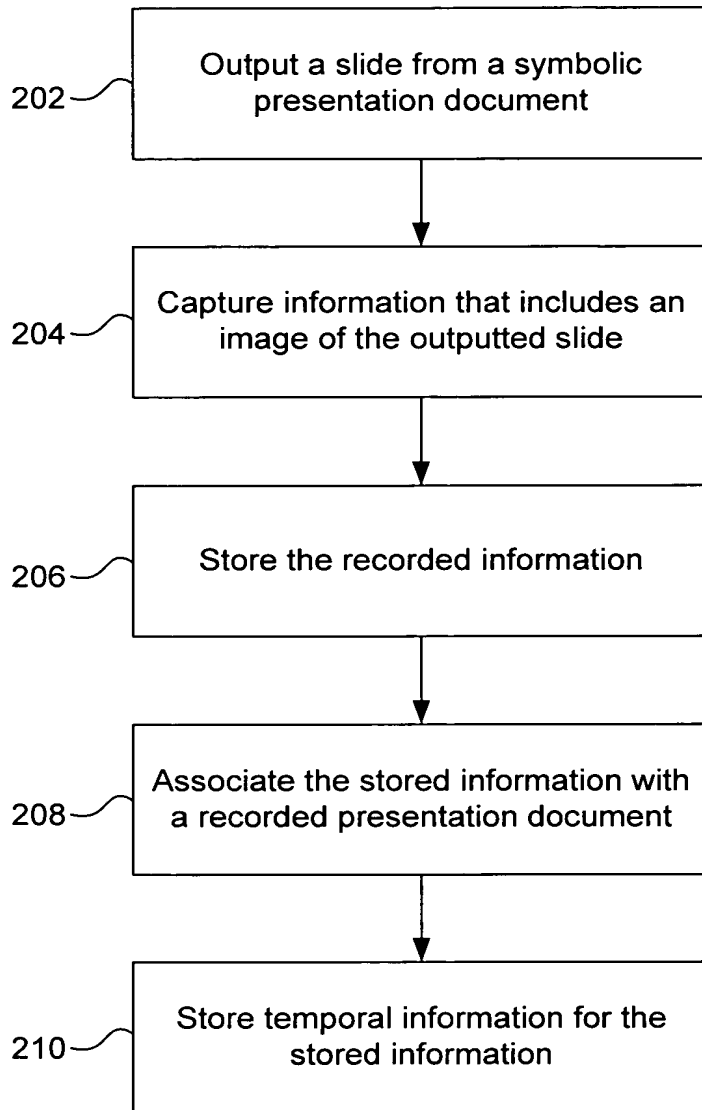 Output a slide from a symbolic
presentation document
202
Capture information that includes an
image of the outputted slide
204
Store the recorded information
206
Associate the stored information with
a recorded presentation document
208
Store temporal information for the
stored information
210